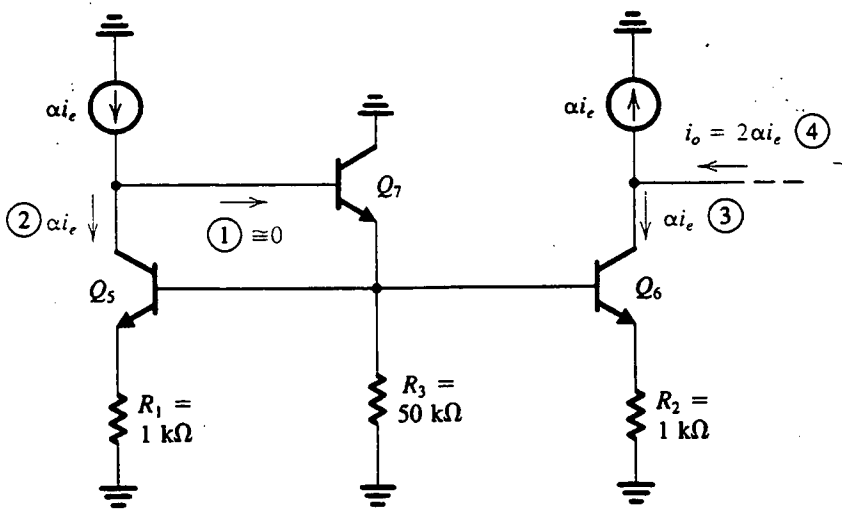 αi_e
αi_e
i_o = 2αi_e ④
Q_7
② αi_e
① ≅0
αi_e ③
Q_5
Q_6
R_1 =
1 kΩ
R_3 =
50 kΩ
R_2 =
1 kΩ